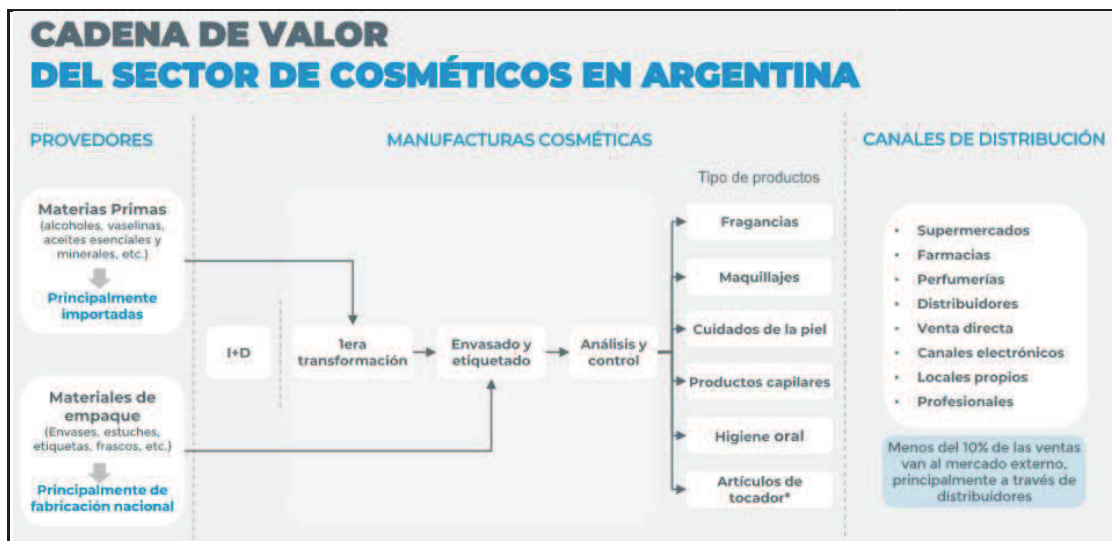 CADENA DE VALOR
DEL SECTOR DE COSMÉTICOS EN ARGENTINA
PROVEDORES
Materias Primas
(alcoholes, vaselinas,
aceites esenciales y
minerales, etc.)
Principalmente
importadas
Materiales de
empaque
(Envases, estuches,
etiquetas, frascos, etc.)
Principalmente de
fabricación nacional
MANUFACTURAS COSMÉTICAS
I+D
1era
transformación
Envasado y
etiquetado
Análisis y
control
Tipo de productos
Fragancias
Maquillajes
Cuidados de la piel
Productos capilares
Higiene oral
Artículos de
tocador*
CANALES DE DISTRIBUCIÓN
• Supermercados
• Farmacias
• Perfumerías
• Distribuidores
• Venta directa
• Canales electrónicos
• Locales propios
• Profesionales
Menos del 10% de las ventas
van al mercado externo,
principalmente a través de
distribuidores